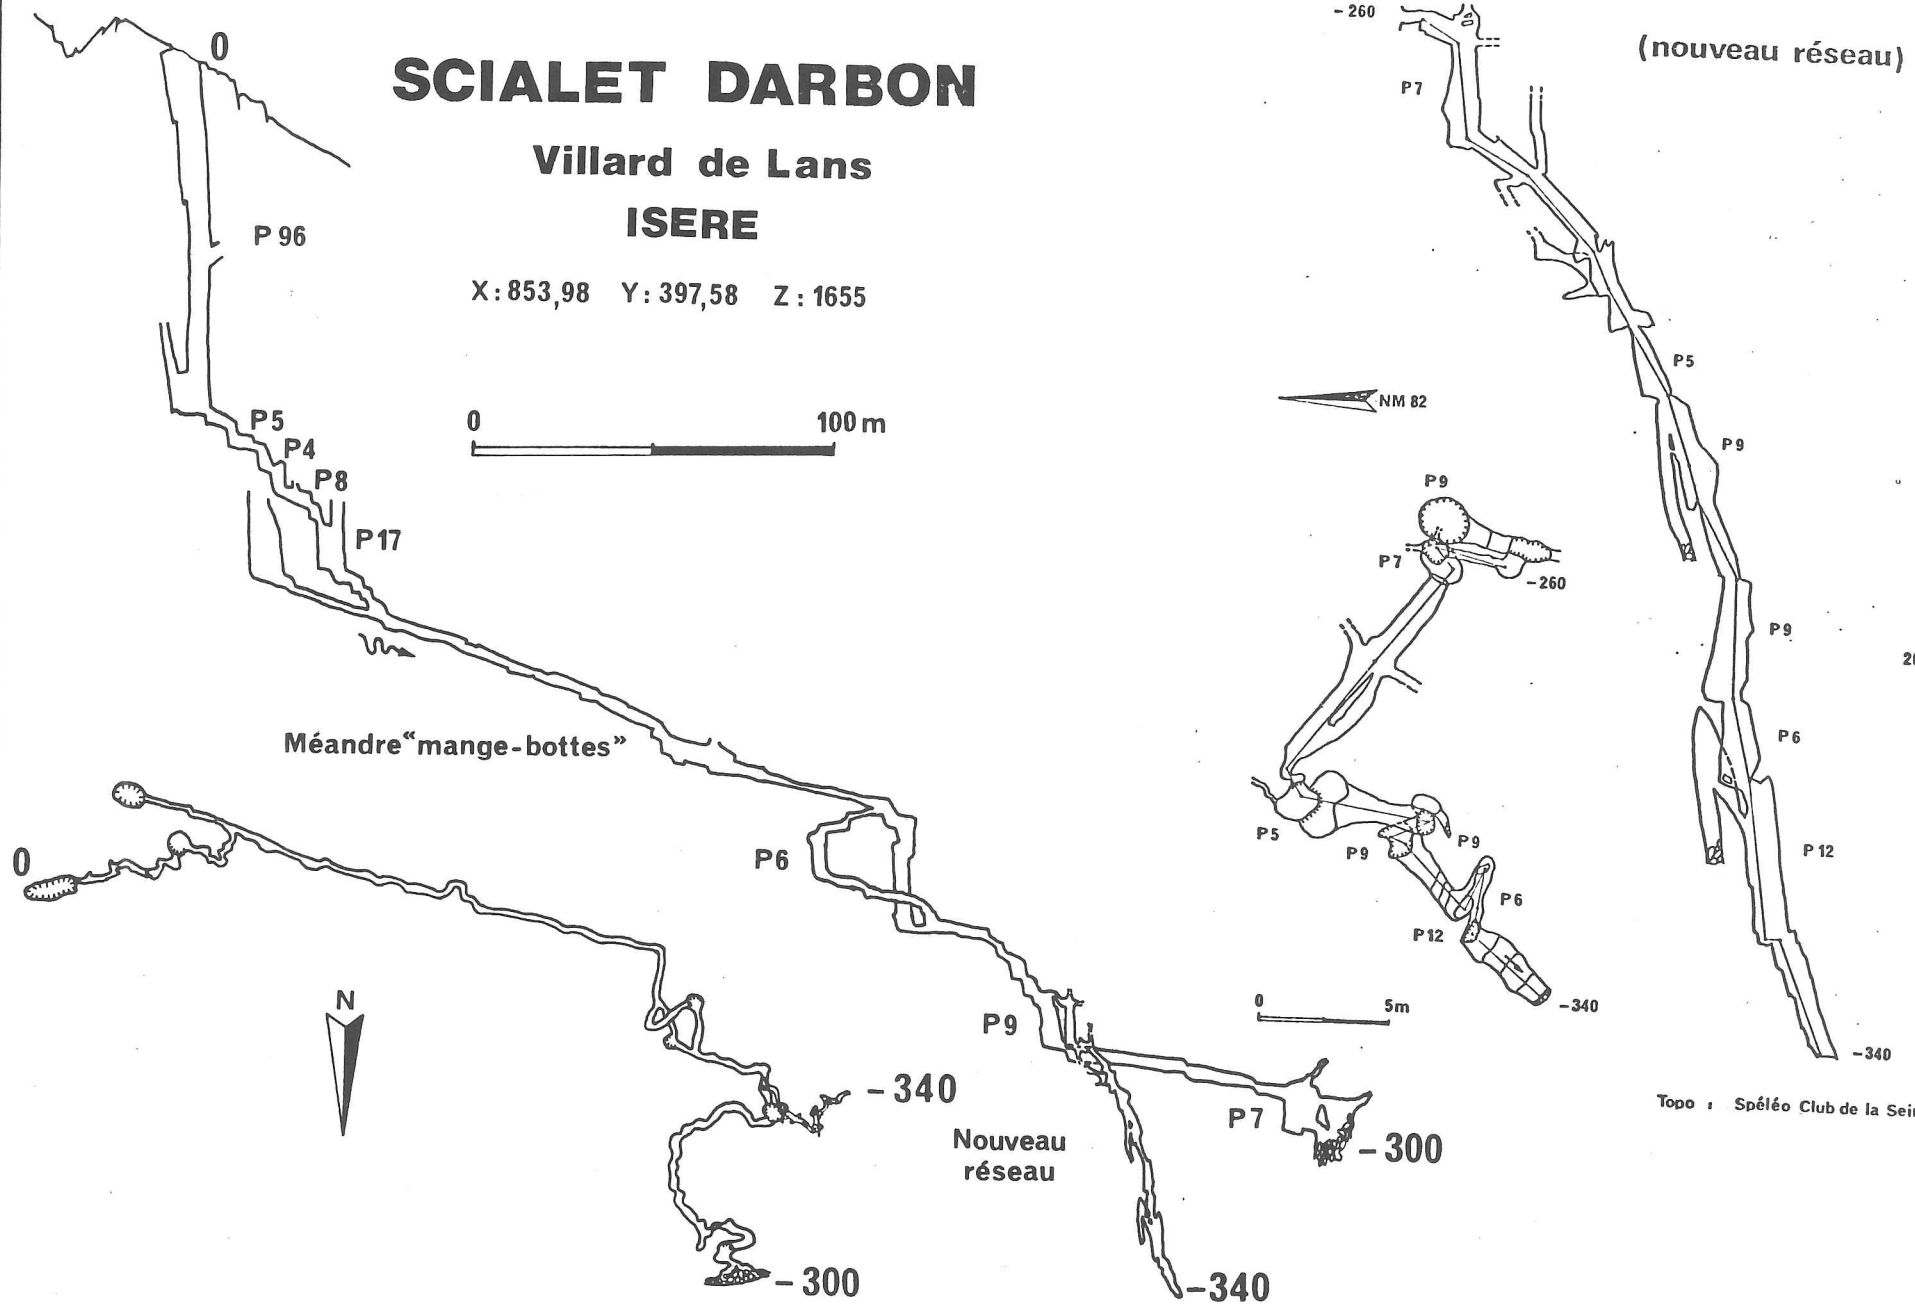 SCIALET DARBON
Villard de Lans
ISERE
X:853,98 Y:397,58 Z:1655
0 100 m
0
P 96
P5
P4
P8
P17
Méandre “mange-bottes”
P6
P9
P7
-300
Nouveau
réseau
-340
0
N
-340
-300
(nouveau réseau)
-260
P7
P5
P9
P9
P6
P12
-340
NM 82
P9
P7
-260
P5
P9
P9
P6
P12
-340
0 5m
Topo : Spéléo Club de la